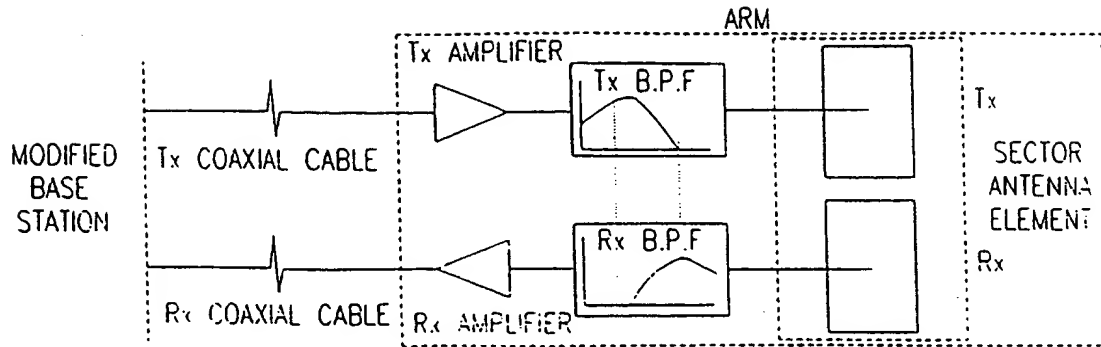 ARM
Tx AMPLIFIER
Tx B.P.F
Tx
MODIFIED
BASE
STATION
Tx COAXIAL CABLE
SECTOR
ANTENNA
ELEMENT
Rx B.P.F
Rx
Rx COAXIAL CABLE
Rx AMPLIFIER